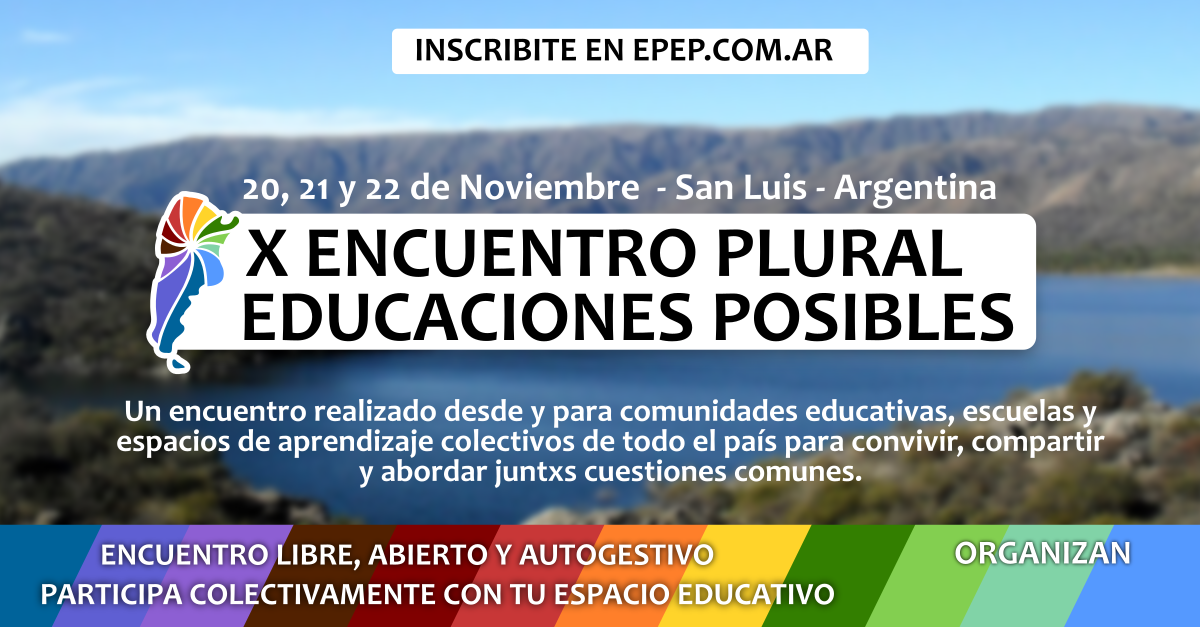 INSCRIBITE EN EPEP.COM.AR
20, 21 y 22 de Noviembre - San Luis - Argentina
X ENCUENTRO PLURAL
EDUCACIONES POSIBLES
Un encuentro realizado desde y para comunidades educativas, escuelas y
espacios de aprendizaje colectivos de todo el país para convivir, compartir
y abordar juntxs cuestiones comunes.
ENCUENTRO LIBRE, ABIERTO Y AUTOGESTIVO
PARTICIPA COLECTIVAMENTE CON TU ESPACIO EDUCATIVO
ORGANIZAN